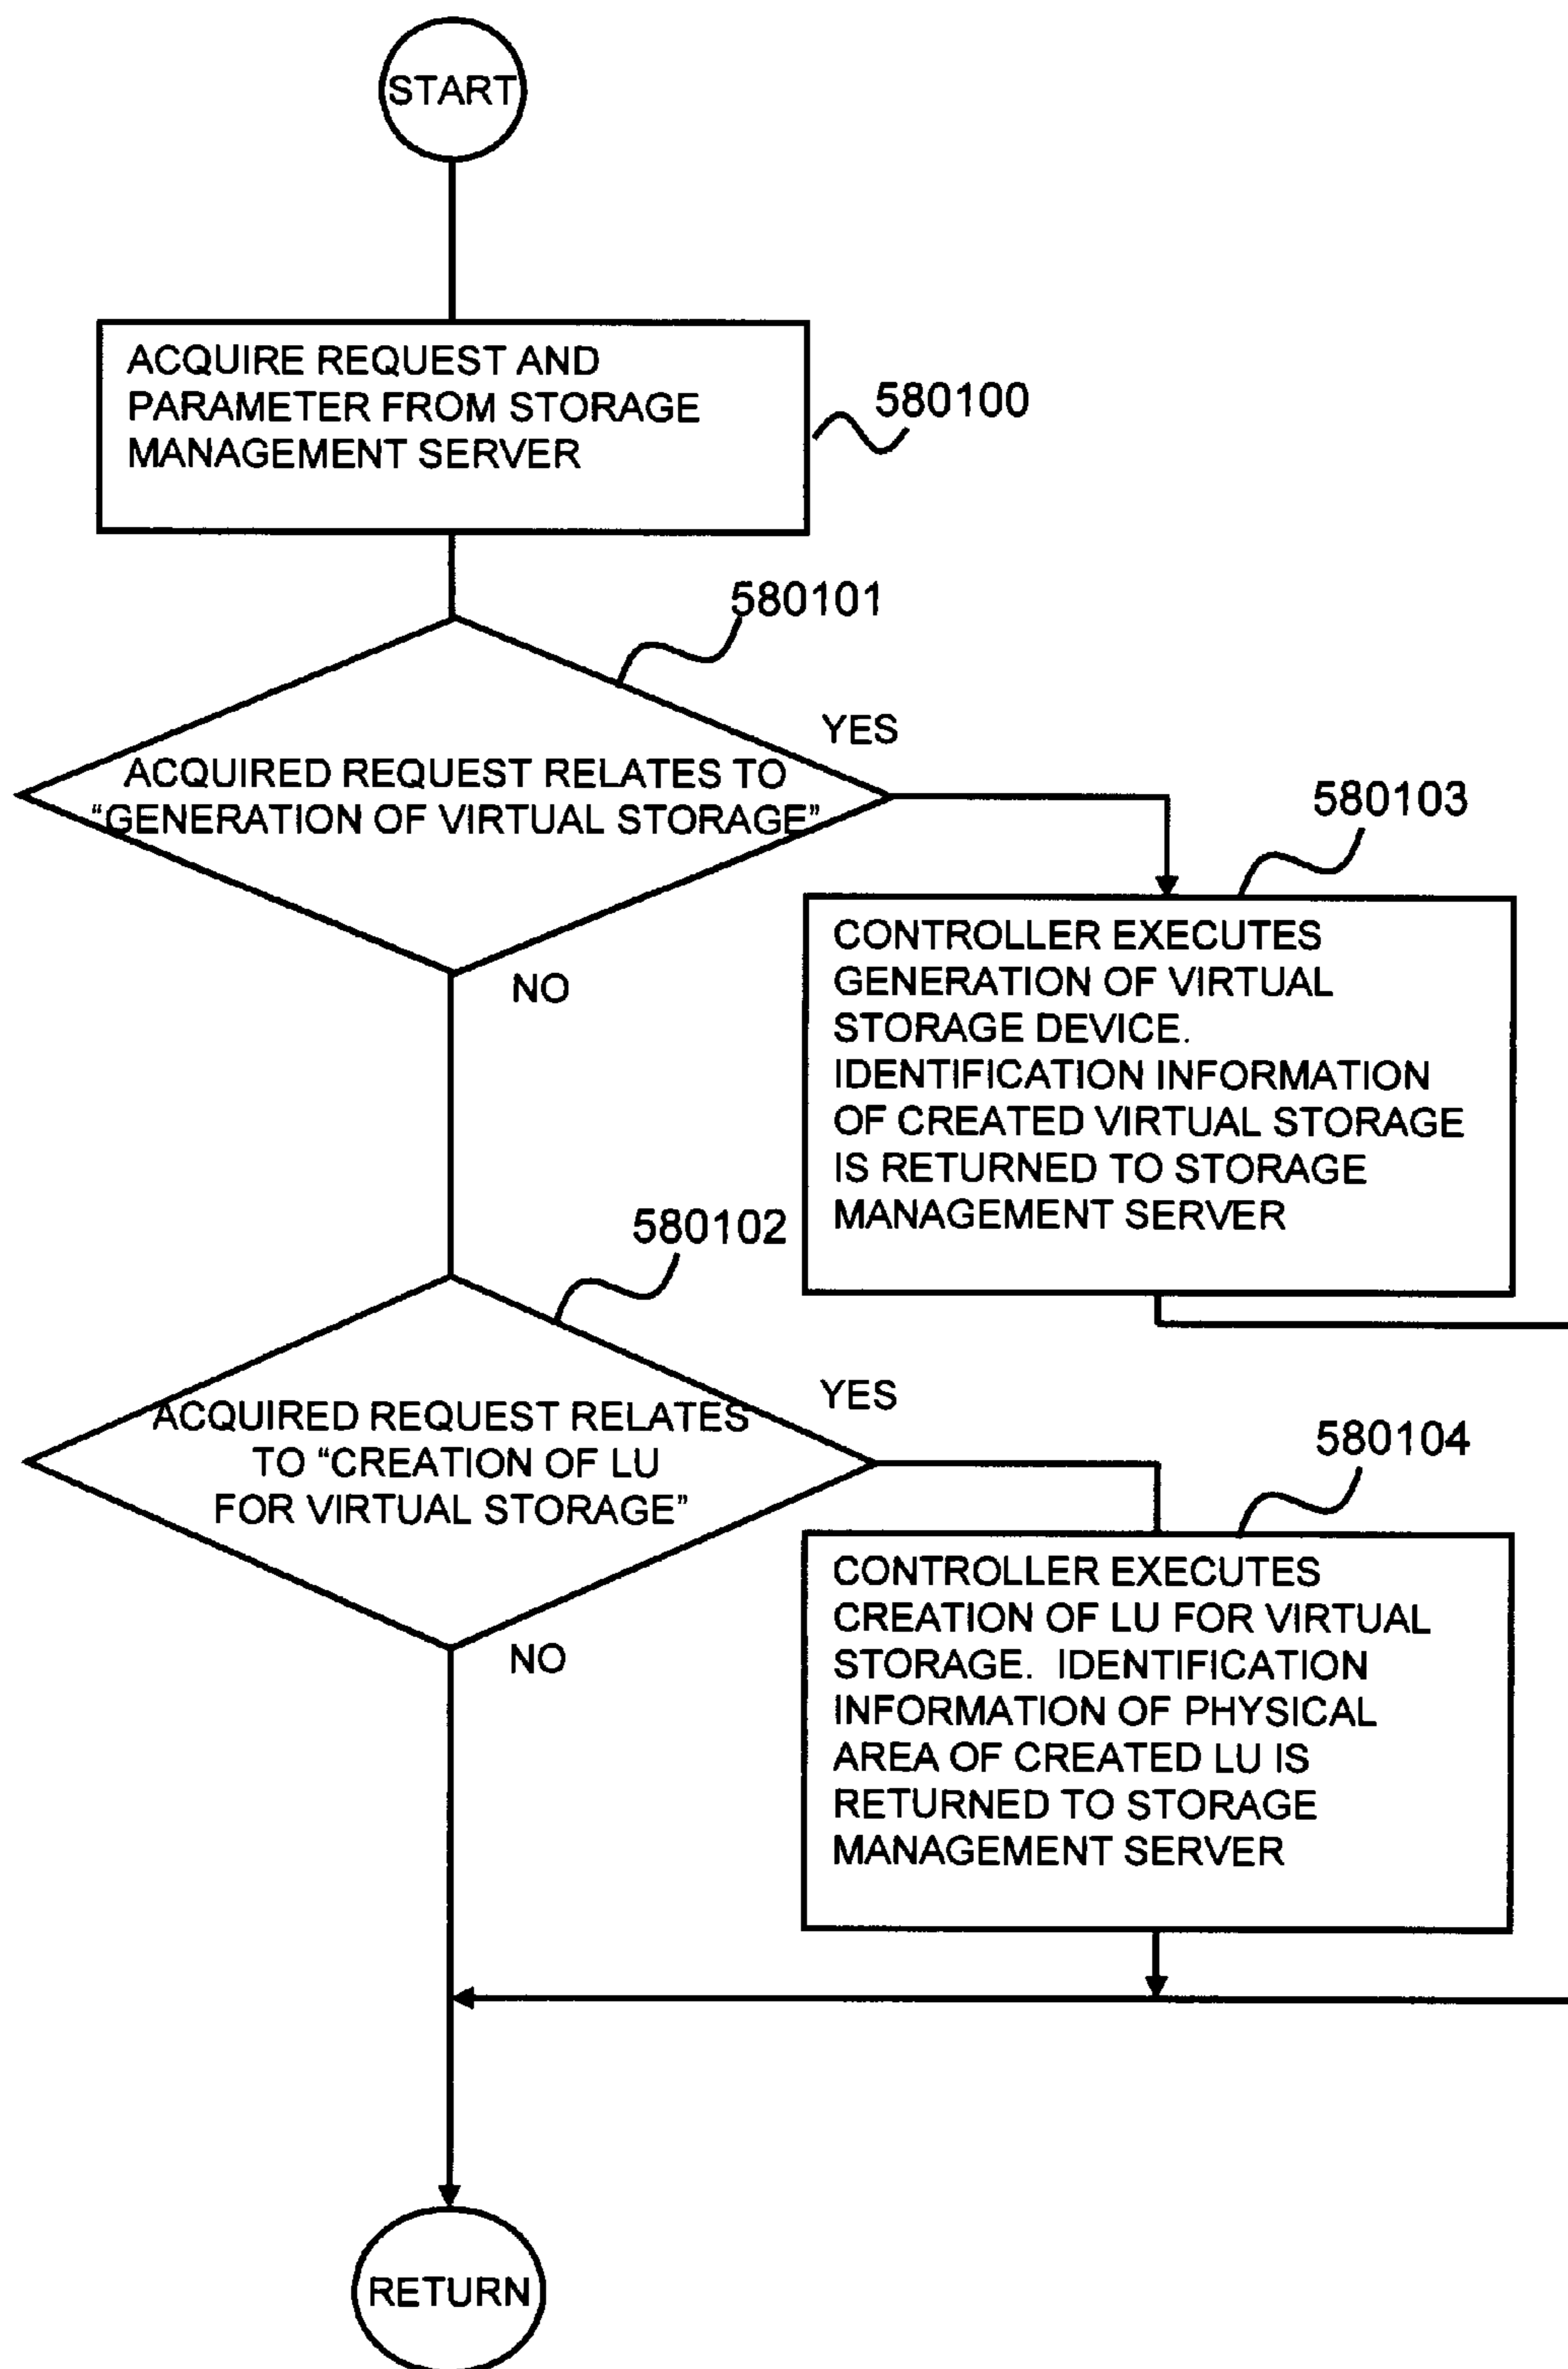 START
ACQUIRE REQUEST AND
PARAMETER FROM STORAGE
MANAGEMENT SERVER
580100
580101
YES
ACQUIRED REQUEST RELATES TO
“GENERATION OF VIRTUAL STORAGE”
NO
580103
CONTROLLER EXECUTES
GENERATION OF VIRTUAL
STORAGE DEVICE.
IDENTIFICATION INFORMATION
OF CREATED VIRTUAL STORAGE
IS RETURNED TO STORAGE
MANAGEMENT SERVER
580102
YES
ACQUIRED REQUEST RELATES
TO “CREATION OF LU
FOR VIRTUAL STORAGE”
NO
580104
CONTROLLER EXECUTES
CREATION OF LU FOR VIRTUAL
STORAGE. IDENTIFICATION
INFORMATION OF PHYSICAL
AREA OF CREATED LU IS
RETURNED TO STORAGE
MANAGEMENT SERVER
RETURN